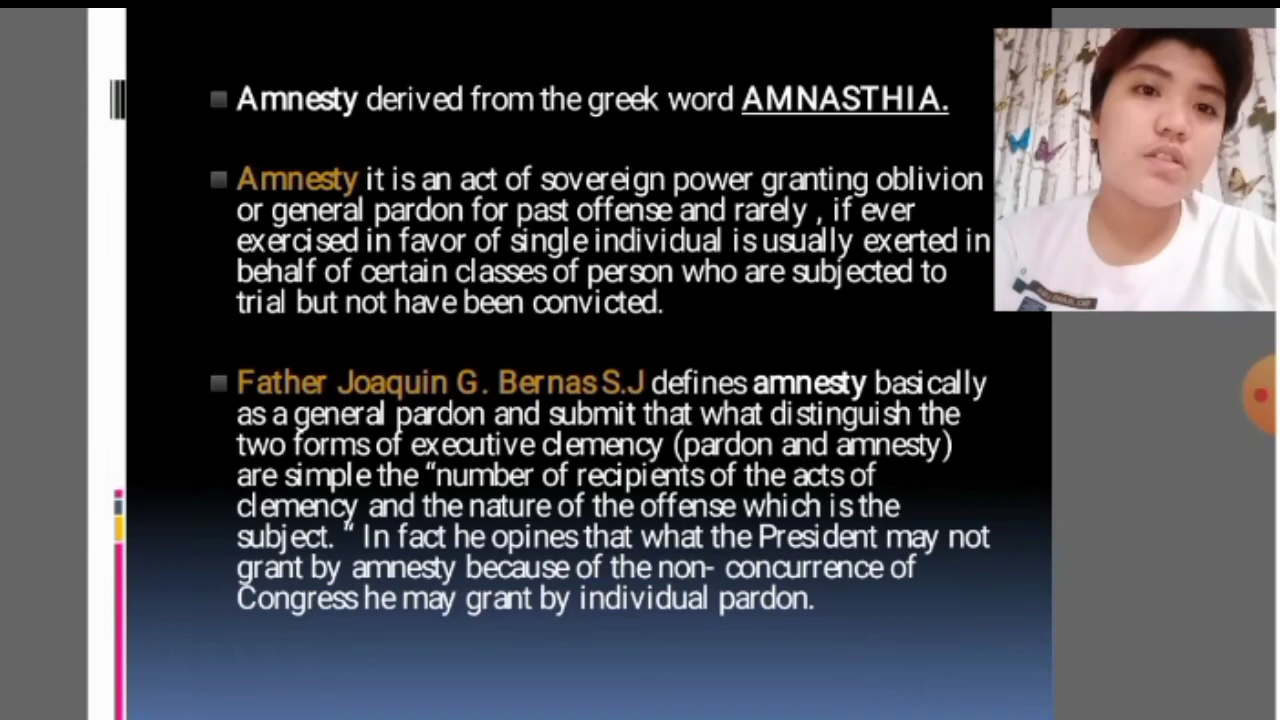 Amnesty derived from the greek word AMNASTHIA.
Amnesty it is an act of sovereign power granting oblivion
or general pardon for past offense and rarely , if ever
exercised in favor of single individual is usually exerted in
behalf of certain classes of person who are subjected to
trial but not have been convicted.
Father Joaquin G. Bernas S.J defines amnesty basically
as a general pardon and submit that what distinguish the
two forms of executive clemency (pardon and amnesty)
are simple the “number of recipients of the acts of
clemency and the nature of the offense which is the
subject. “ In fact he opines that what the President may not
grant by amnesty because of the non- concurrence of
Congress he may grant by individual pardon.